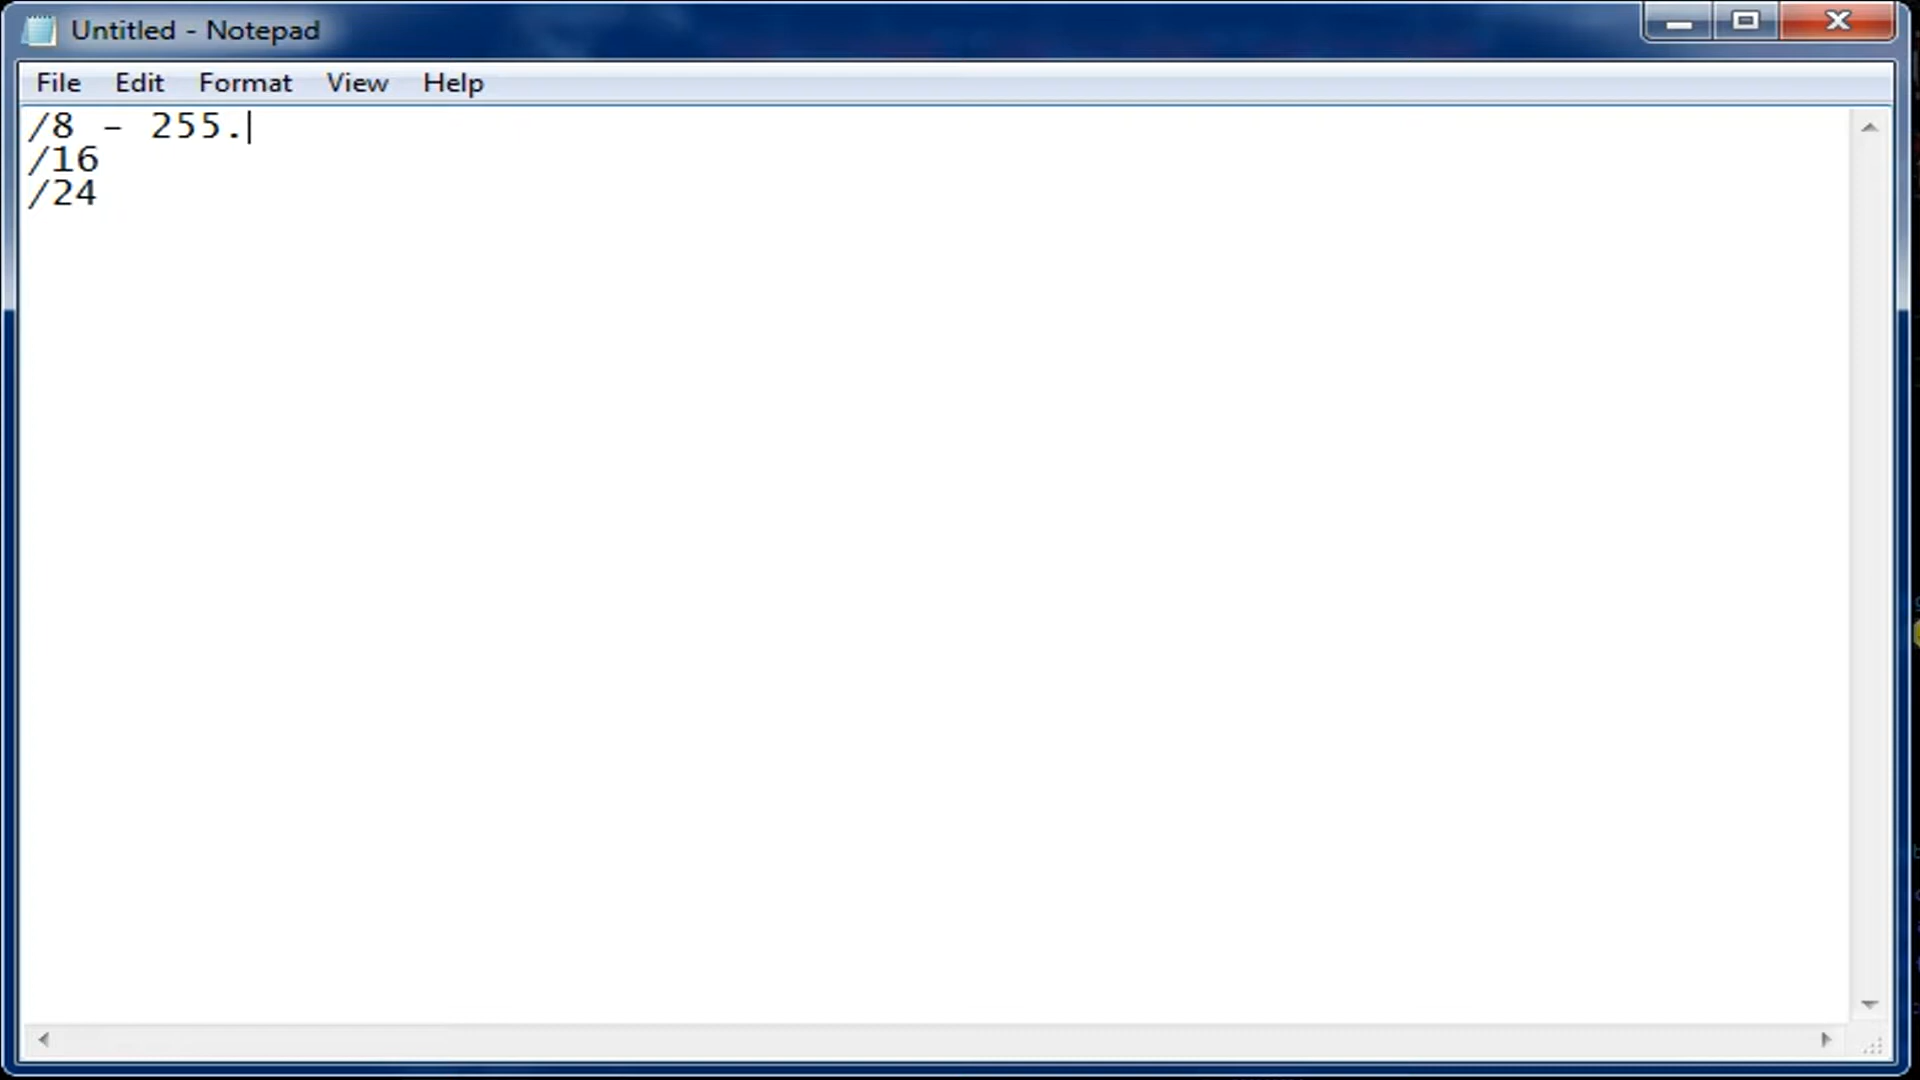 Untitled - Notepad
File Edit Format View Help
/8 - 255.
/16
/24